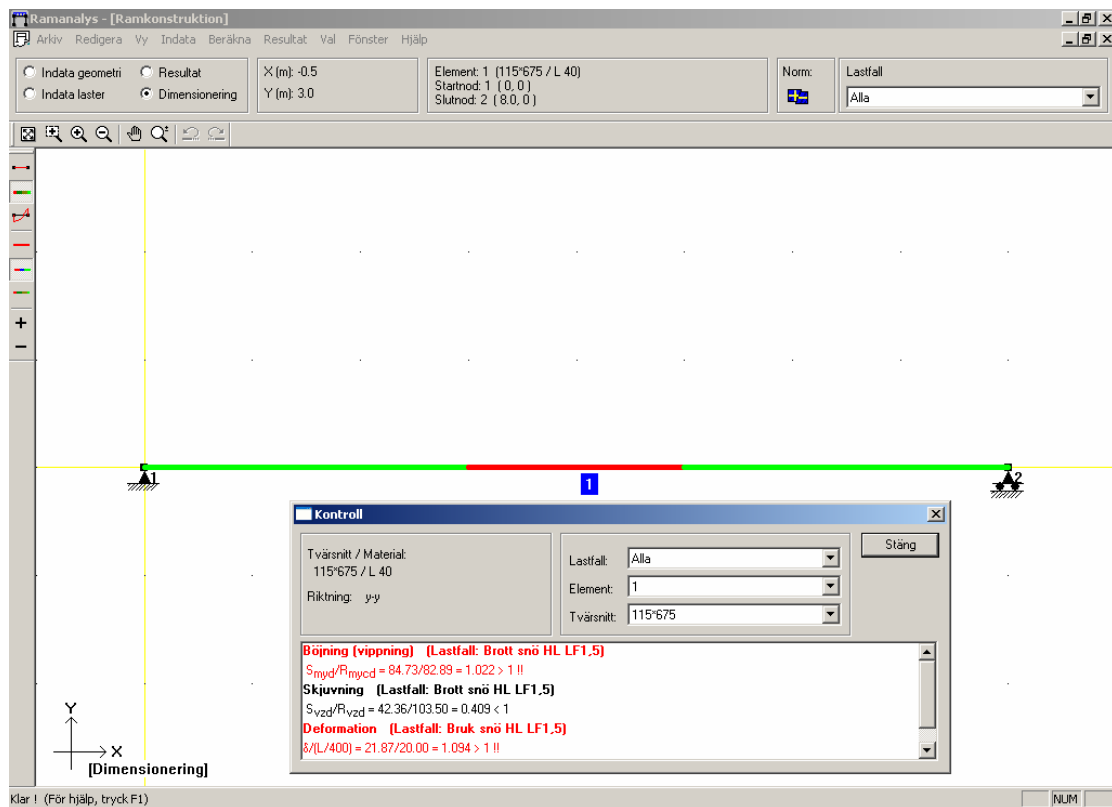 Ramanalys - [Ramkonstruktion]
Arkiv Redigera Vy Indata Beräkna Resultat Val Fönster Hjälp
Indata geometri
Resultat
Indata laster
Dimensionering
X (m): -0.5
Y (m): 3.0
Element: 1 (115*675 / L 40)
Startnod: 1 ( 0, 0 )
Slutnod: 2 ( 8.0, 0 )
Norm:
Lastfall
Alla
1
2
1
Kontroll
Tvärsnitt / Material:
115*675 / L 40
Riktning: y-y
Lastfall: Alla
Element: 1
Tvärsnitt: 115*675
Stäng
Böjning (vippning) (Lastfall: Brott snö HL LF1,5)
Smyd/Rmycd = 84.73/82.89 = 1.022 > 1 !!
Skjuvning (Lastfall: Brott snö HL LF1,5)
Svzd/Rvzd = 42.36/103.50 = 0.409 < 1
Deformation (Lastfall: Bruk snö HL LF1,5)
δ/(L/400) = 21.87/20.00 = 1.094 > 1 !!
Y
X
[Dimensionering]
Klar ! (För hjälp, tryck F1)
NUM